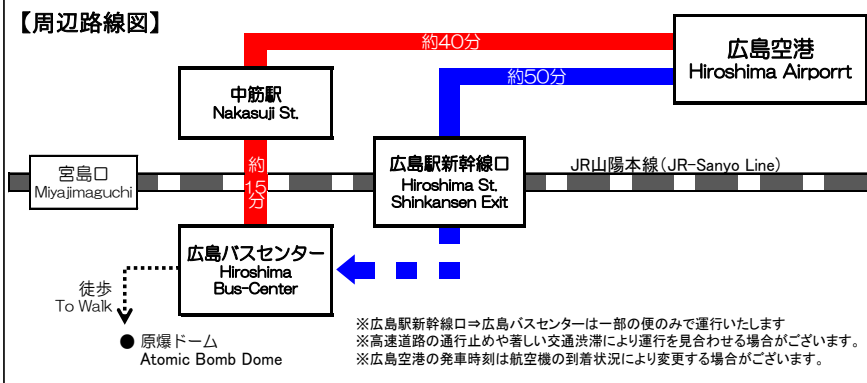 【周辺路線図】
約40分
広島空港
Hiroshima Airporrt
約50分
中筋駅
Nakasuji St.
約
15
分
広島駅新幹線口
Hiroshima St.
Shinkansen Exit
JR山陽本線(JR-Sanyo Line)
宮島口
Miyajimaguchi
広島バスセンター
Hiroshima
Bus-Center
徒歩
To Walk
● 原爆ドーム
Atomic Bomb Dome
※広島駅新幹線口⇒広島バスセンターは一部の便のみで運行いたします
※高速道路の通行止めや著しい交通渋滞により運行を見合わせる場合がございます。
※広島空港の発車時刻は航空機の到着状況により変更する場合がございます。